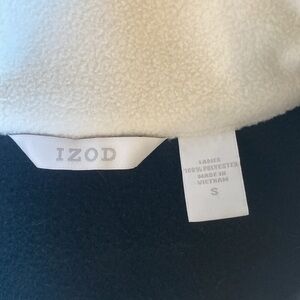 IZOD
LADIES
100% POLYESTER
MADE IN
VIETNAM
S